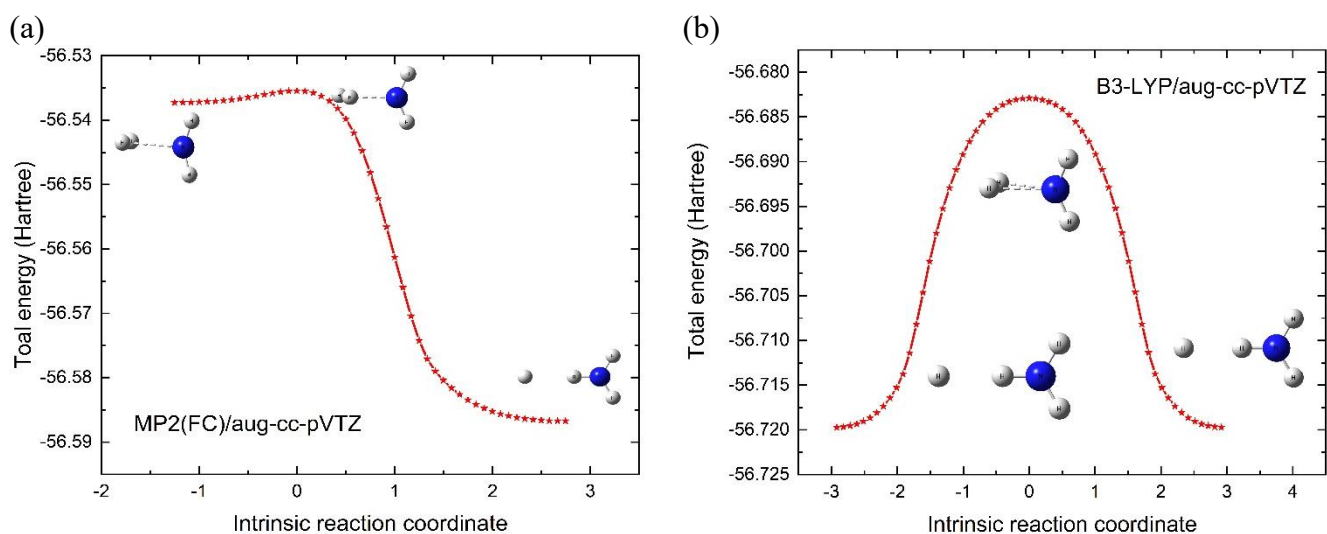 (a)
-56.53
-56.54
-56.55
-56.56
-56.57
-56.58
-56.59
Toal energy (Hartree)
MP2(FC)/aug-cc-pVTZ
-2 -1 0 1 2 3
Intrinsic reaction coordinate
(b)
-56.680
-56.685
-56.690
-56.695
-56.700
-56.705
-56.710
-56.715
-56.720
-56.725
Total energy (Hartree)
B3-LYP/aug-cc-pVTZ
-3 -2 -1 0 1 2 3 4
Intrinsic reaction coordinate